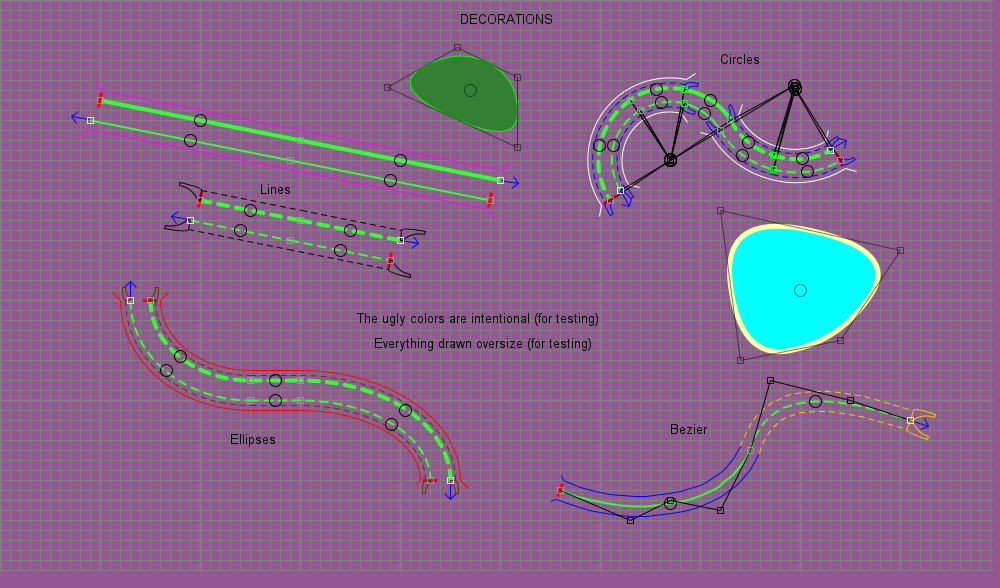 DECORATIONS
Circles
Lines
The ugly colors are intentional (for testing)
Everything drawn oversize (for testing)
Ellipses
Bezier